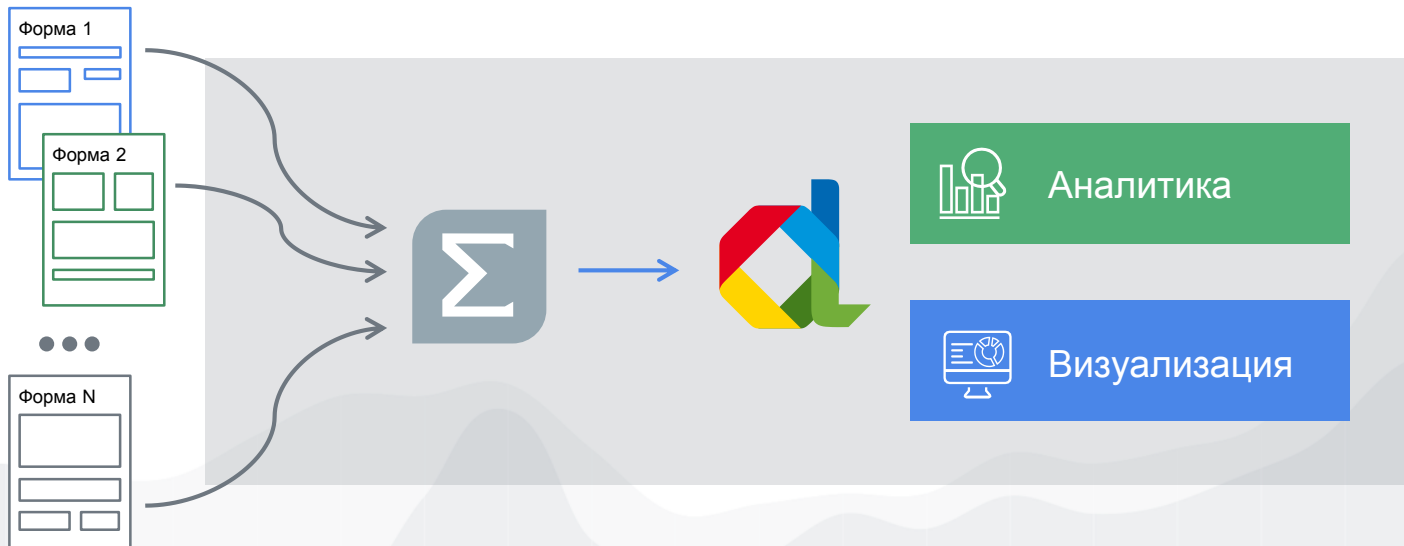 Форма 1
Форма 2
Форма N
Σ
Аналитика
Визуализация